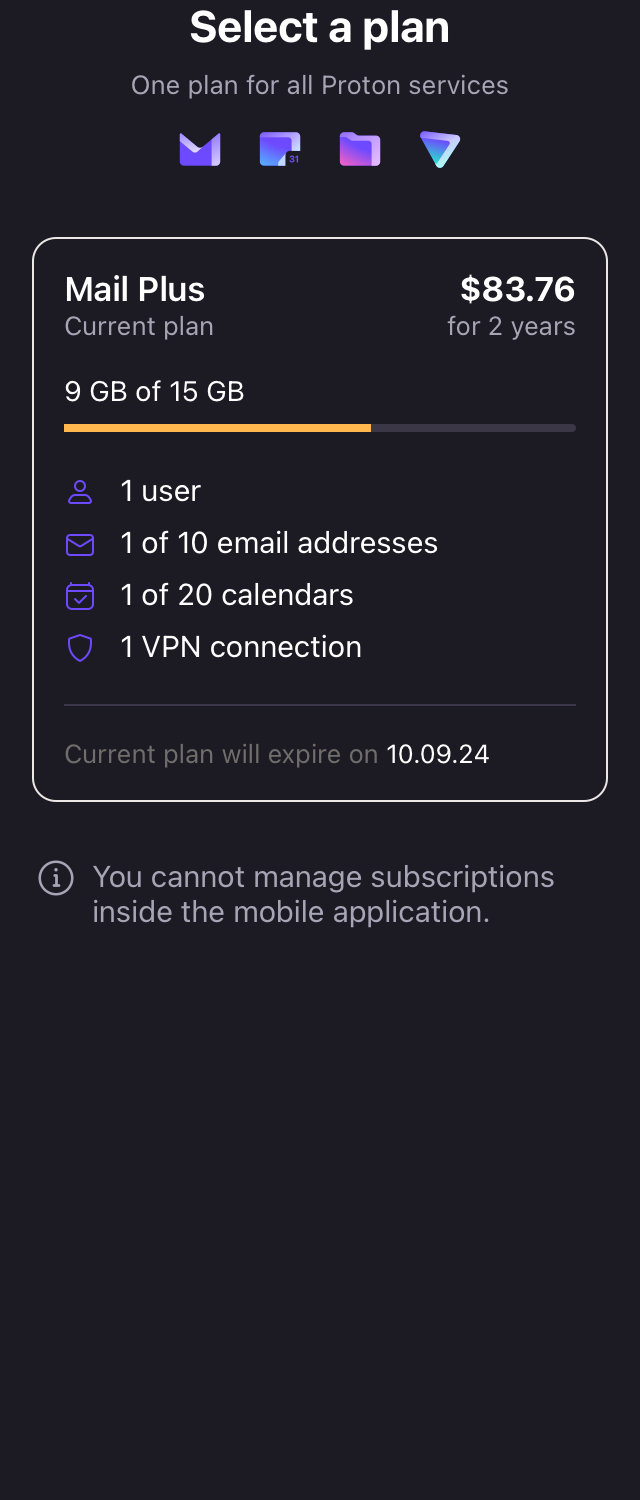 Select a plan
One plan for all Proton services
31
Mail Plus
$83.76
Current plan
for 2 years
9 GB of 15 GB
1 user
1 of 10 email addresses
1 of 20 calendars
1 VPN connection
Current plan will expire on 10.09.24
You cannot manage subscriptions
inside the mobile application.